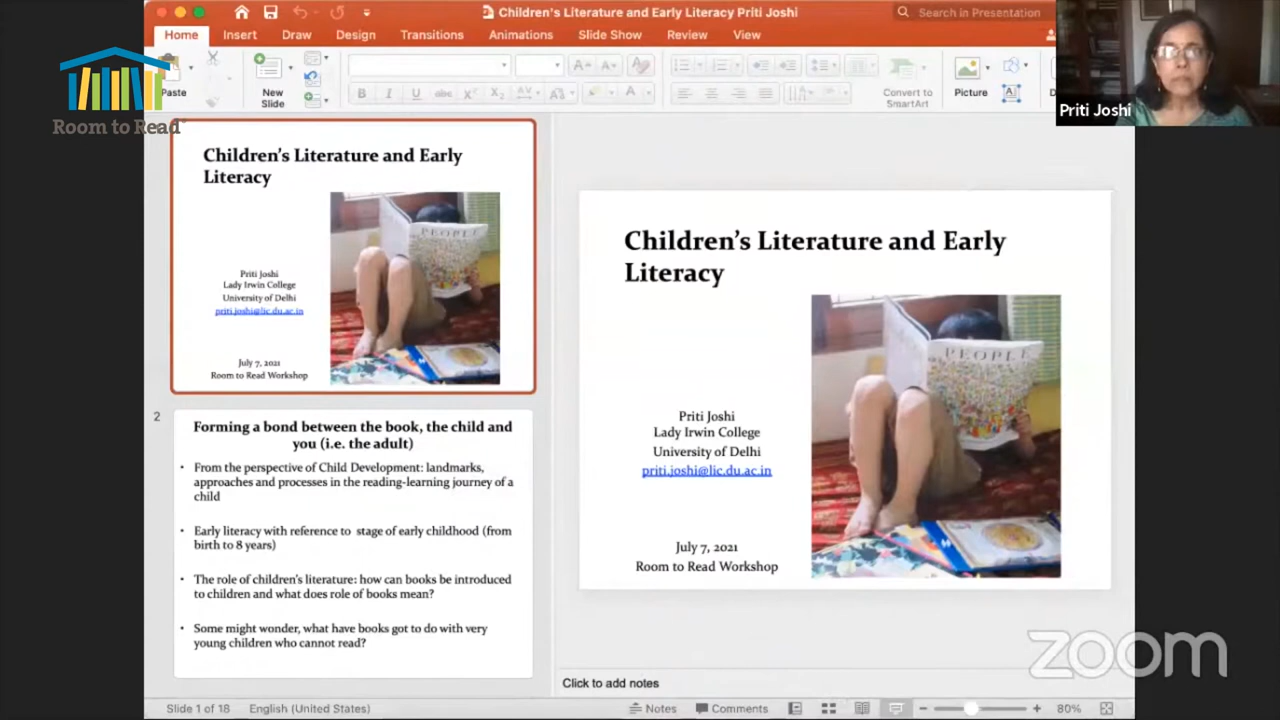 Children's Literature and Early Literacy Priti Joshi
Search in Presentation
Home Insert Draw Design Transitions Animations Slide Show Review View
Paste
New
Slide
Convert to
SmartArt
Picture
Room to Read
Priti Joshi
Children's Literature and Early
Literacy
PEOPLE
Priti Joshi
Lady Irwin College
University of Delhi
priti.joshi@lic.du.ac.in
July 7, 2021
Room to Read Workshop
2
Forming a bond between the book, the child and
you (i.e. the adult)
• From the perspective of Child Development: landmarks,
approaches and processes in the reading-learning journey of a
child
• Early literacy with reference to stage of early childhood (from
birth to 8 years)
• The role of children's literature: how can books be introduced
to children and what does role of books mean?
• Some might wonder, what have books got to do with very
young children who cannot read?
Children's Literature and Early
Literacy
PEOPLE
Priti Joshi
Lady Irwin College
University of Delhi
priti.joshi@lic.du.ac.in
July 7, 2021
Room to Read Workshop
zoom
Click to add notes
Slide 1 of 18 English (United States) Notes Comments 80%